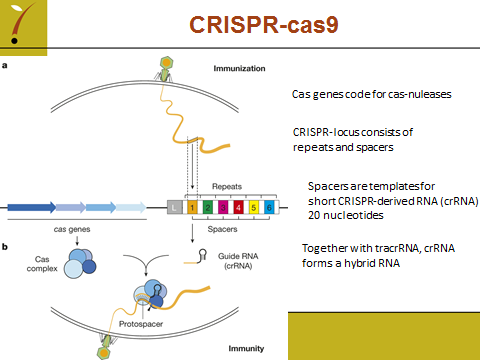 CRISPR-cas9
a
Immunization
Cas genes code for cas-nuleases
CRISPR-locus consists of
repeats and spacers
Repeats
L 1 2 3 4 5 6
Spacers are templates for
short CRISPR-derived RNA (crRNA)
20 nucleotides
cas genes
Spacers
b
Cas
complex
Guide RNA
(crRNA)
Together with tracrRNA, crRNA
forms a hybrid RNA
Protospacer
Immunity